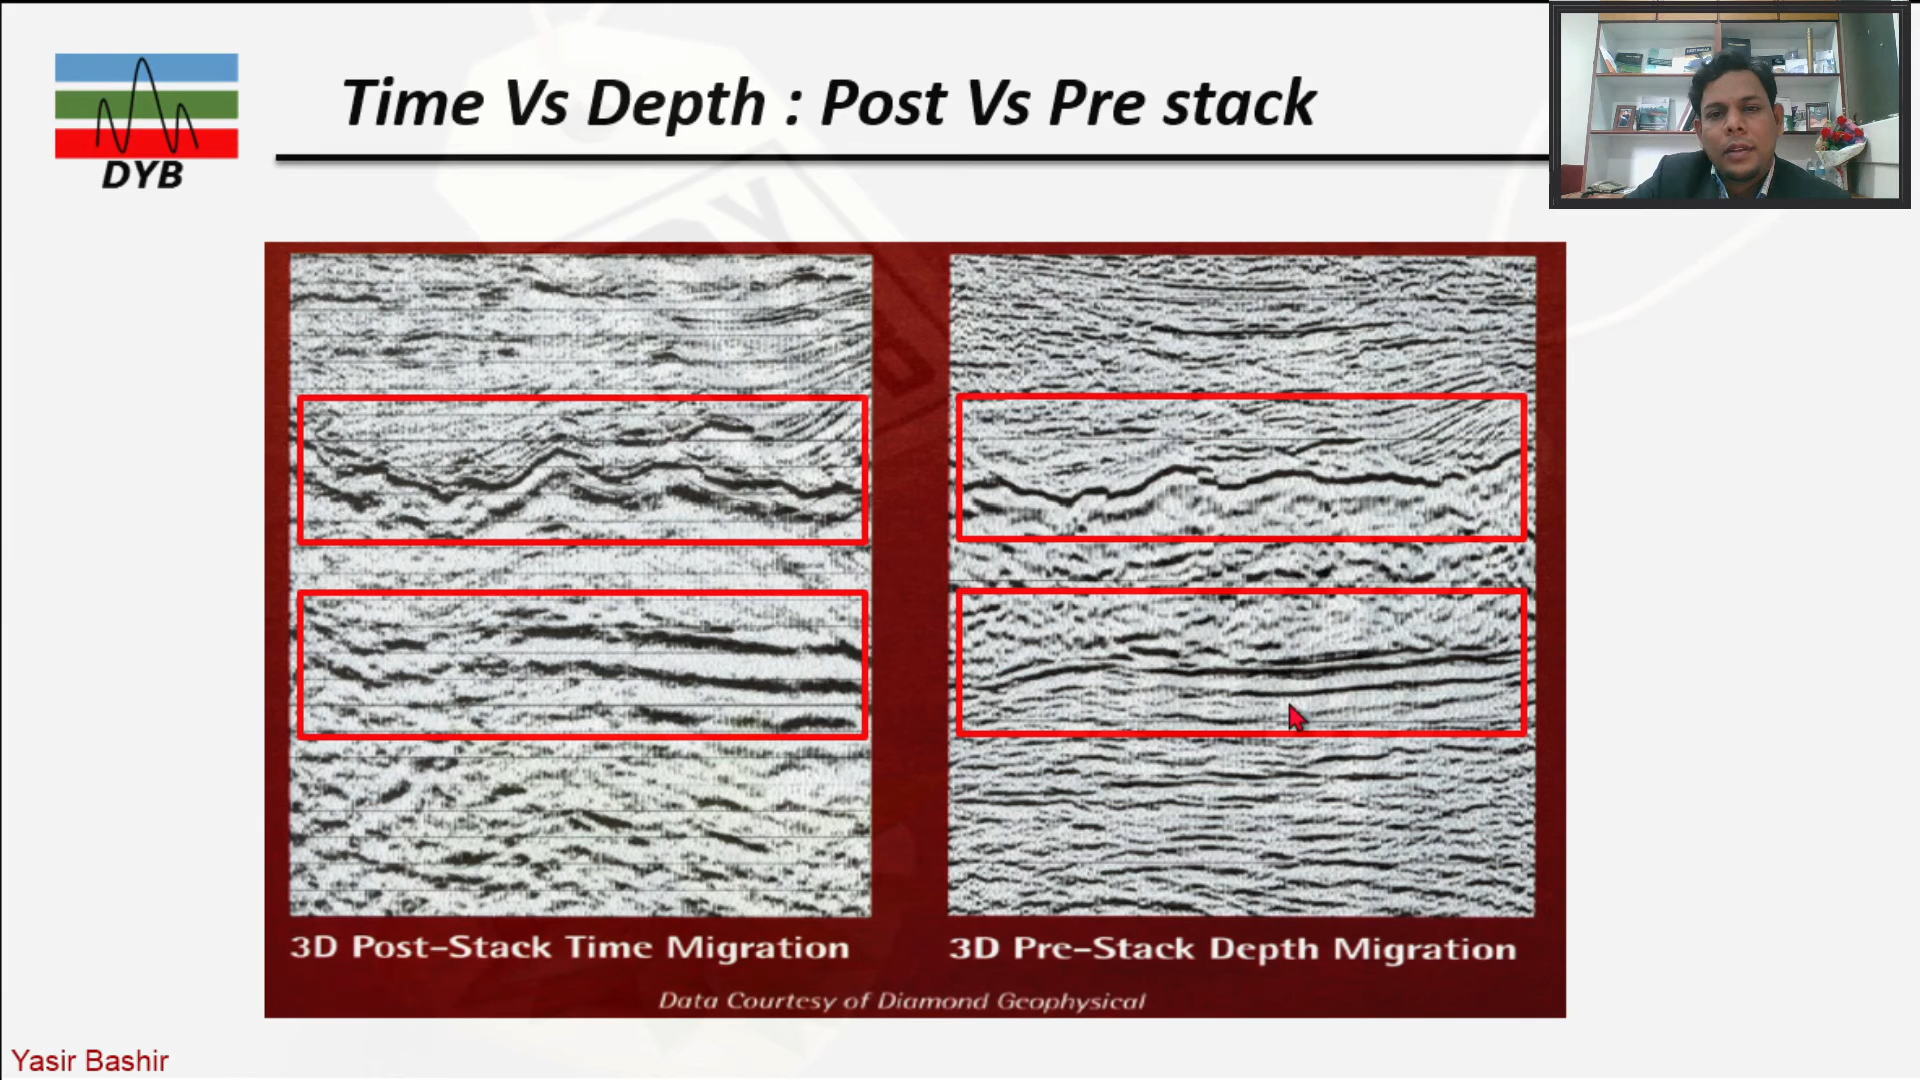 DYB
Time Vs Depth : Post Vs Pre stack
3D Post-Stack Time Migration
3D Pre-Stack Depth Migration
Data Courtesy of Diamond Geophysical
Yasir Bashir